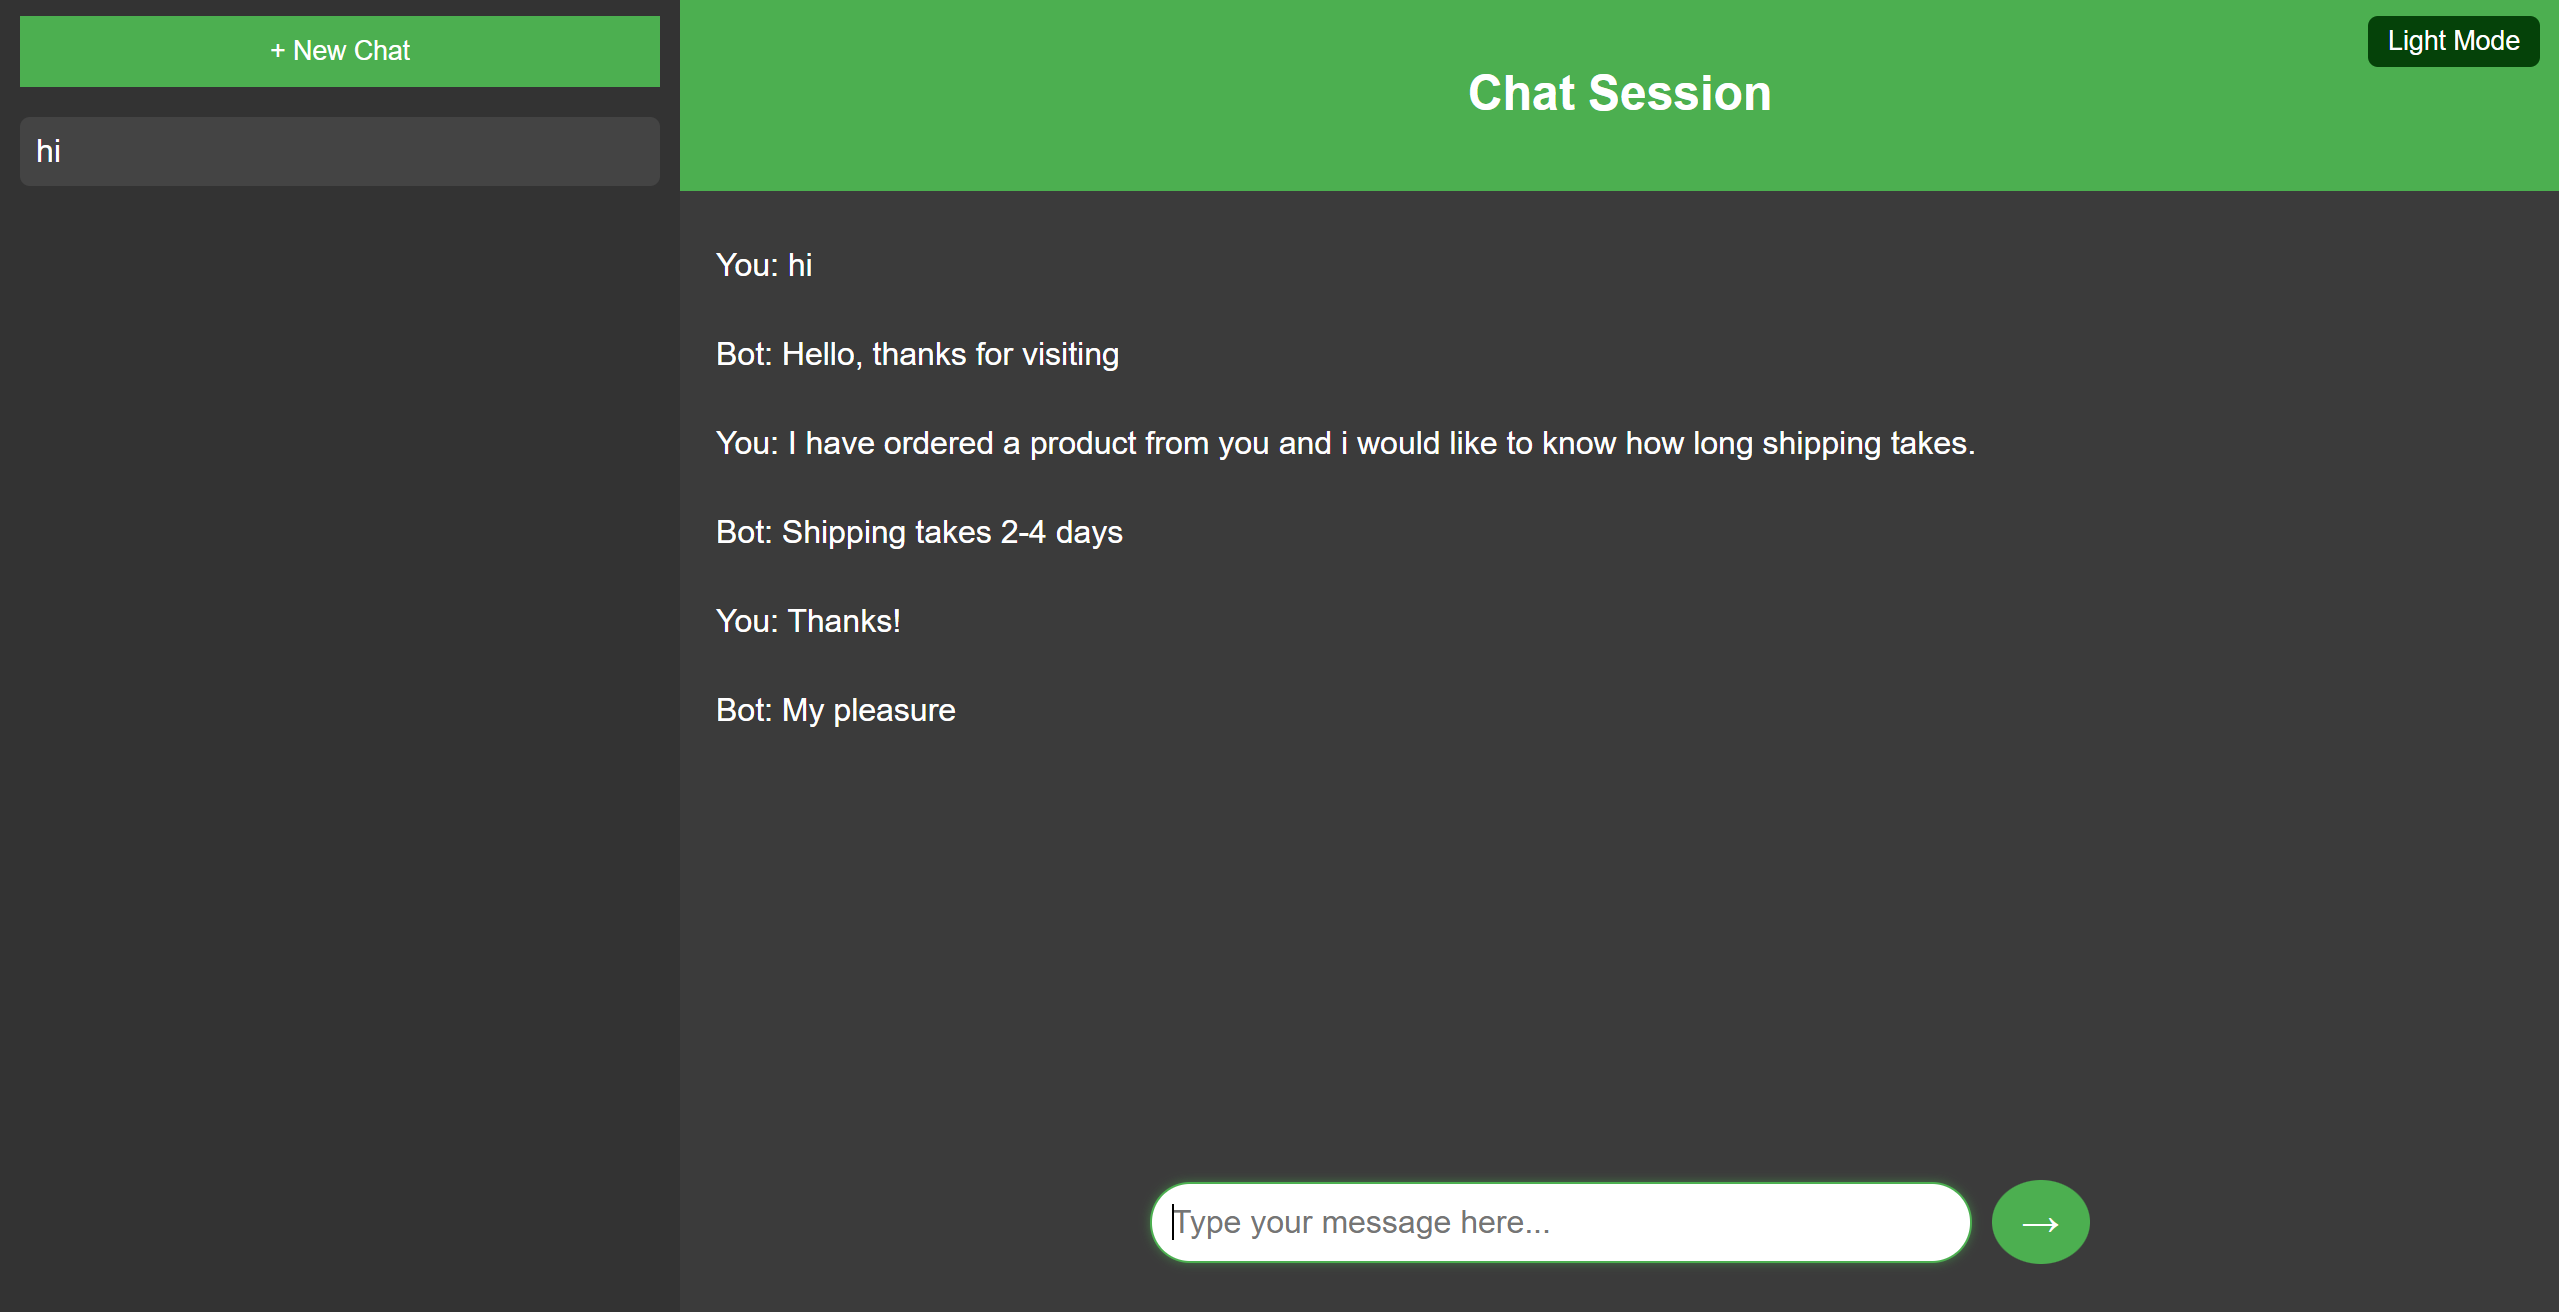 + New Chat
hi
Light Mode
Chat Session
You: hi
Bot: Hello, thanks for visiting
You: I have ordered a product from you and i would like to know how long shipping takes.
Bot: Shipping takes 2-4 days
You: Thanks!
Bot: My pleasure
Type your message here...
→